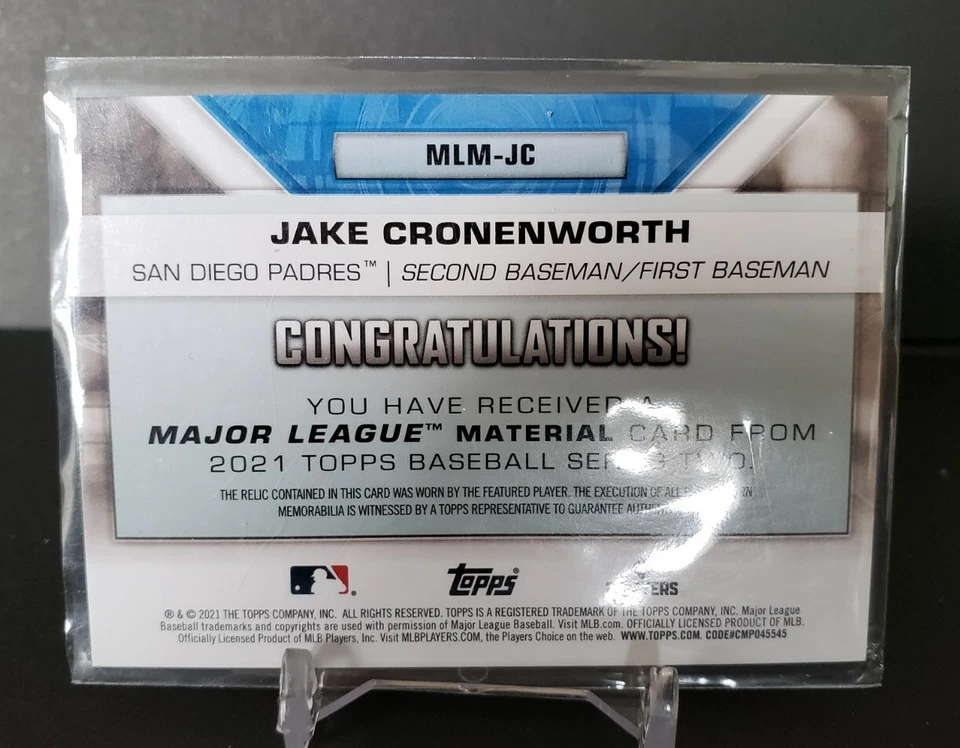 MLM-JC
JAKE CRONENWORTH
SAN DIEGO PADRES™ | SECOND BASEMAN/FIRST BASEMAN
CONGRATULATIONS!
YOU HAVE RECEIVED A
MAJOR LEAGUE™ MATERIAL CARD FROM
2021 TOPPS BASEBALL SERIES TWO.
THE RELIC CONTAINED IN THIS CARD WAS WORN BY THE FEATURED PLAYER. THE EXECUTION OF ALL
MEMORABILIA IS WITNESSED BY A TOPPS REPRESENTATIVE TO GUARANTEE
topps®
® & © 2021 THE TOPPS COMPANY, INC. ALL RIGHTS RESERVED. TOPPS IS A REGISTERED TRADEMARK OF THE TOPPS COMPANY, INC. Major League
Baseball trademarks and copyrights are used with permission of Major League Baseball. Visit MLB.com. OFFICIALLY LICENSED PRODUCT OF MLB.
Officially Licensed Product of MLB Players, Inc. Visit MLBPLAYERS.COM, the Players Choice on the web. WWW.TOPPS.COM. CODE#CMP045545